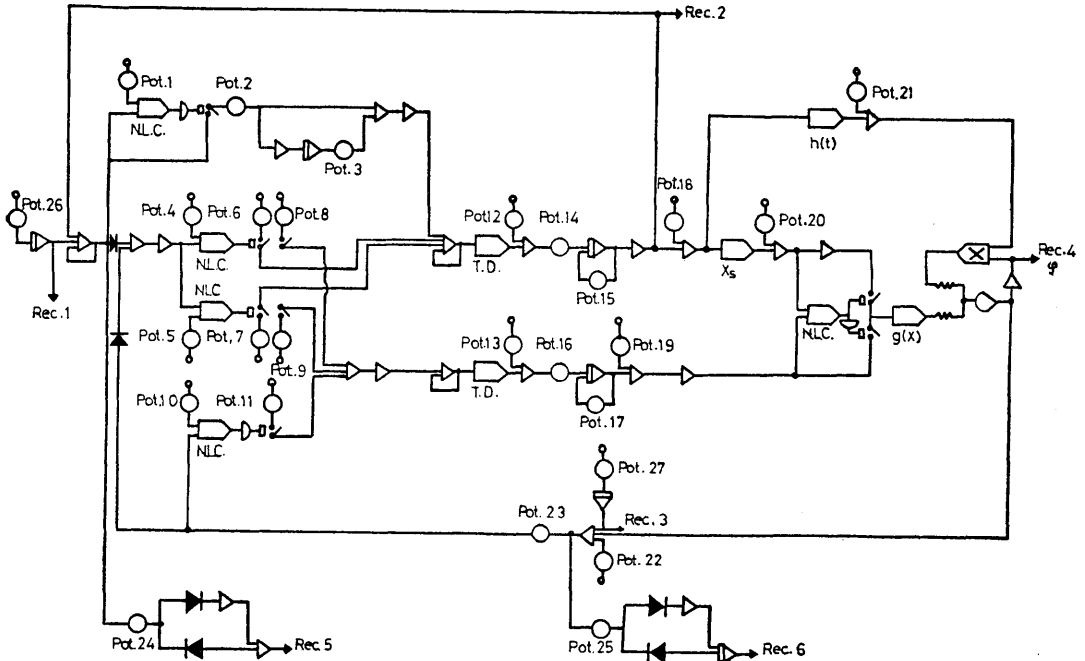 Rec.2
Pot.1
Pot.2
Pot.21
N.L.C.
h(t)
Pot.3
Pot.26
Pot.4
Pot.6
Pot.8
Pot.12
Pot.14
Pot.18
Pot.20
N.L.C.
T.D.
Xs
Rec.4
φ
Rec.1
NLC
Pot.15
Pot.5
Pot.7
Pot.13
Pot.16
Pot.19
N.L.C.
g(x)
Pot.9
T.D.
Pot.10
Pot.11
Pot.17
N.L.C.
Pot.27
Pot.23
Rec.3
Pot.22
Pot.24
Rec.5
Pot.25
Rec.6